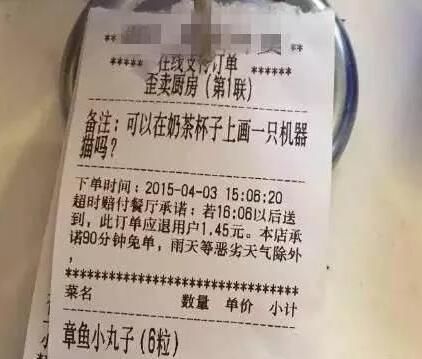 ***** 在线支付订单 *****
歪卖厨房（第1联）
备注：可以在奶茶杯子上画一只机器
猫吗？
下单时间：2015-04-03 15:06:20
超时赔付餐厅承诺：若16:06以后送
到，此订单应退用户1.45元。本店承
诺90分钟免单，雨天等恶劣天气除外
，
********************************
菜名 数量 单价 小计
章鱼小丸子(6粒)